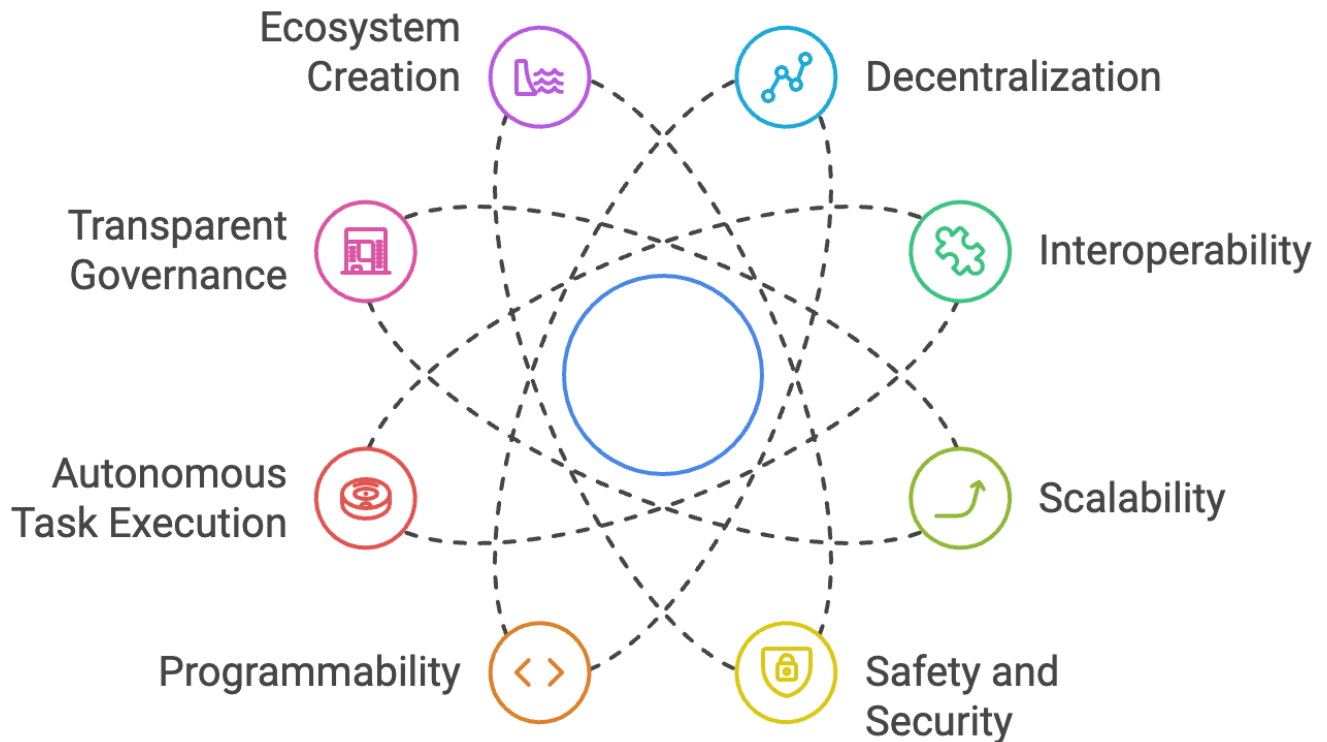 Ecosystem
Creation
Decentralization
Transparent
Governance
Interoperability
Autonomous
Task Execution
Scalability
Programmability
Safety and
Security